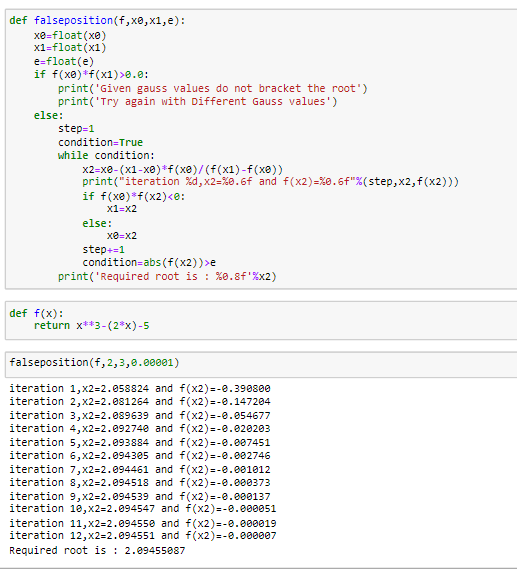 def falseposition(f,x0,x1,e):
    x0=float(x0)
    x1=float(x1)
    e=float(e)
    if f(x0)*f(x1)>0.0:
        print('Given gauss values do not bracket the root')
        print('Try again with Different Gauss values')
    else:
        step=1
        condition=True
        while condition:
            x2=x0-(x1-x0)*f(x0)/(f(x1)-f(x0))
            print("iteration %d,x2=%0.6f and f(x2)=%0.6f"%(step,x2,f(x2)))
            if f(x0)*f(x2)<0:
                x1=x2
            else:
                x0=x2
            step+=1
            condition=abs(f(x2))>e
        print('Required root is : %0.8f'%x2)
def f(x):
    return x**3-(2*x)-5
falseposition(f,2,3,0.00001)
iteration 1,x2=2.058824 and f(x2)=-0.390800
iteration 2,x2=2.081264 and f(x2)=-0.147204
iteration 3,x2=2.089639 and f(x2)=-0.054677
iteration 4,x2=2.092740 and f(x2)=-0.020203
iteration 5,x2=2.093884 and f(x2)=-0.007451
iteration 6,x2=2.094305 and f(x2)=-0.002746
iteration 7,x2=2.094461 and f(x2)=-0.001012
iteration 8,x2=2.094518 and f(x2)=-0.000373
iteration 9,x2=2.094539 and f(x2)=-0.000137
iteration 10,x2=2.094547 and f(x2)=-0.000051
iteration 11,x2=2.094550 and f(x2)=-0.000019
iteration 12,x2=2.094551 and f(x2)=-0.000007
Required root is : 2.09455087